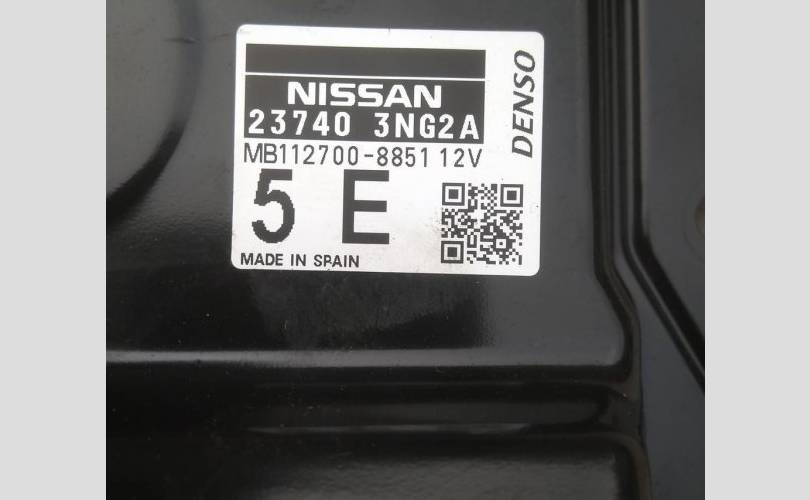 NISSAN
23740 3NG2A
MB112700-8851 12V
5 E
MADE IN SPAIN
DENSO